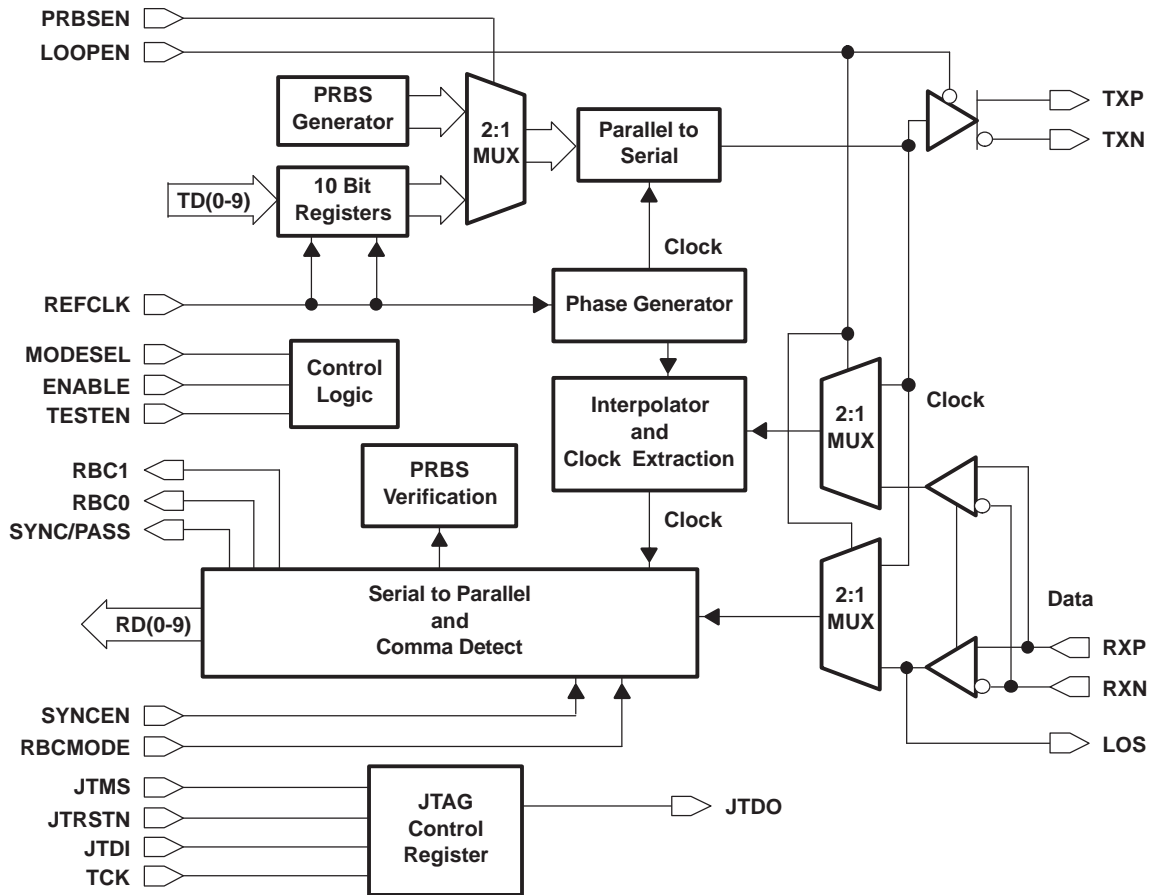 PRBSEN
LOOPEN
PRBS
Generator
2:1
MUX
Parallel to
Serial
TXP
TXN
TD(0-9)
10 Bit
Registers
Clock
REFCLK
Phase Generator
MODESEL
ENABLE
TESTEN
Control
Logic
Interpolator
and
Clock Extraction
2:1
MUX
Clock
RBC1
RBC0
SYNC/PASS
PRBS
Verification
Clock
RD(0-9)
Serial to Parallel
and
Comma Detect
2:1
MUX
Data
RXP
RXN
LOS
SYNCEN
RBCMODE
JTMS
JTRSTN
JTDI
TCK
JTAG
Control
Register
JTDO